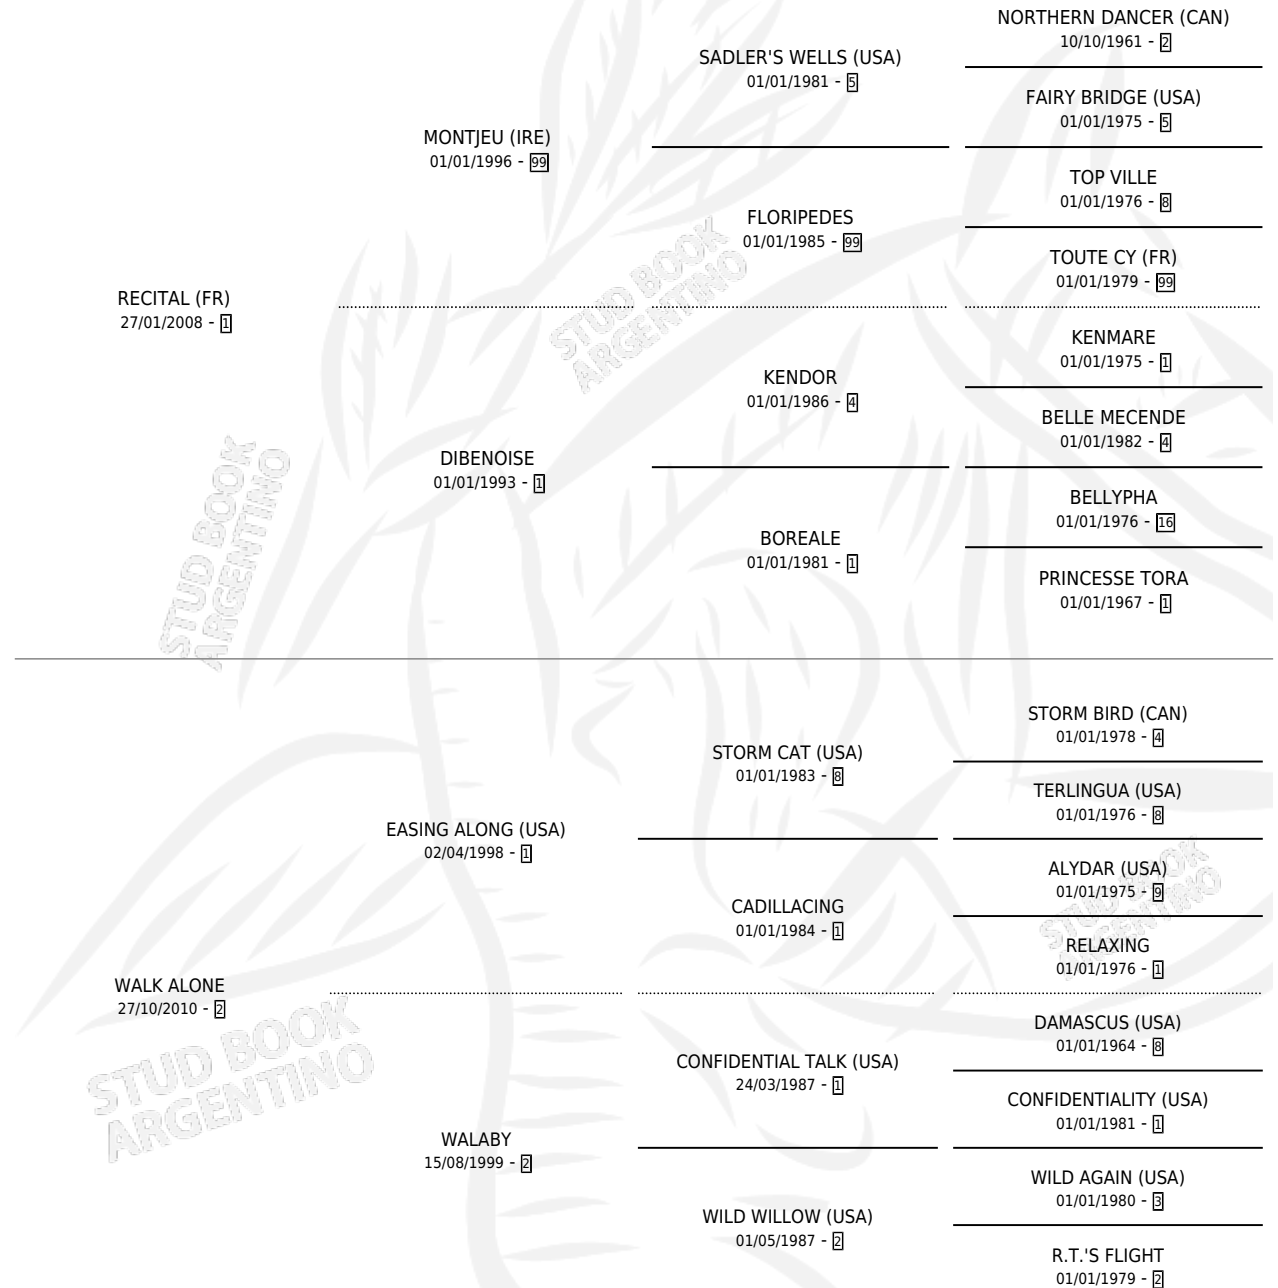 NORTHERN DANCER (CAN)
10/10/1961 - 2
SADLER'S WELLS (USA)
01/01/1981 - 5
FAIRY BRIDGE (USA)
01/01/1975 - 5
MONTJEU (IRE)
01/01/1996 - 99
TOP VILLE
01/01/1976 - 8
FLORIPEDES
01/01/1985 - 99
TOUTE CY (FR)
01/01/1979 - 99
RECITAL (FR)
27/01/2008 - 1
KENMARE
01/01/1975 - 1
KENDOR
01/01/1986 - 4
BELLE MECENDE
01/01/1982 - 4
DIBENOISE
01/01/1993 - 1
BELLYPHA
01/01/1976 - 16
BOREALE
01/01/1981 - 1
PRINCESSE TORA
01/01/1967 - 1
STORM BIRD (CAN)
01/01/1978 - 4
STORM CAT (USA)
01/01/1983 - 8
TERLINGUA (USA)
01/01/1976 - 8
EASING ALONG (USA)
02/04/1998 - 1
ALYDAR (USA)
01/01/1975 - 9
CADILLACING
01/01/1984 - 1
RELAXING
01/01/1976 - 1
WALK ALONE
27/10/2010 - 2
DAMASCUS (USA)
01/01/1964 - 8
CONFIDENTIAL TALK (USA)
24/03/1987 - 1
CONFIDENTIALITY (USA)
01/01/1981 - 1
WALABY
15/08/1999 - 2
WILD AGAIN (USA)
01/01/1980 - 3
WILD WILLOW (USA)
01/05/1987 - 2
R.T.'S FLIGHT
01/01/1979 - 2
STUD BOOK
ARGENTINO
STUD BOOK
ARGENTINO
STUD BOOK
ARGENTINO
STUD BOOK
ARGENTINO